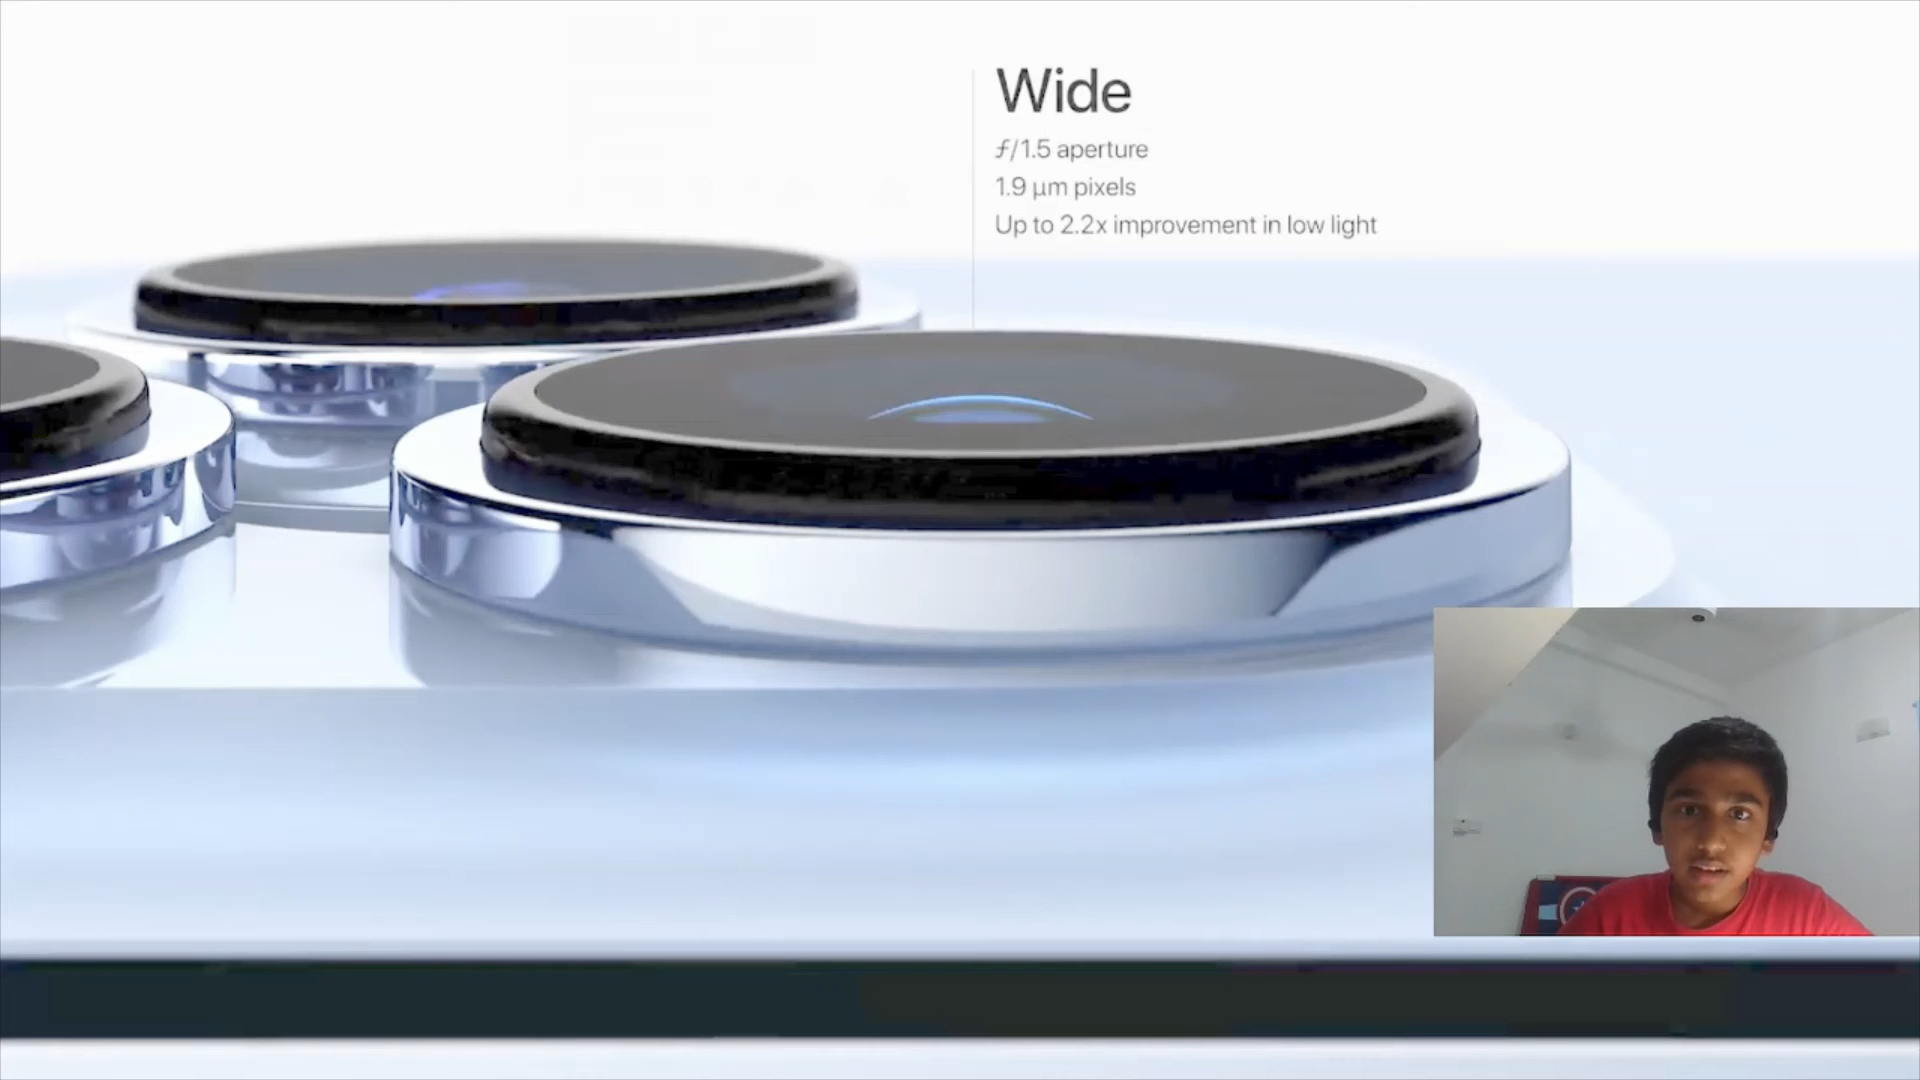 Wide
ƒ/1.5 aperture
1.9 µm pixels
Up to 2.2x improvement in low light